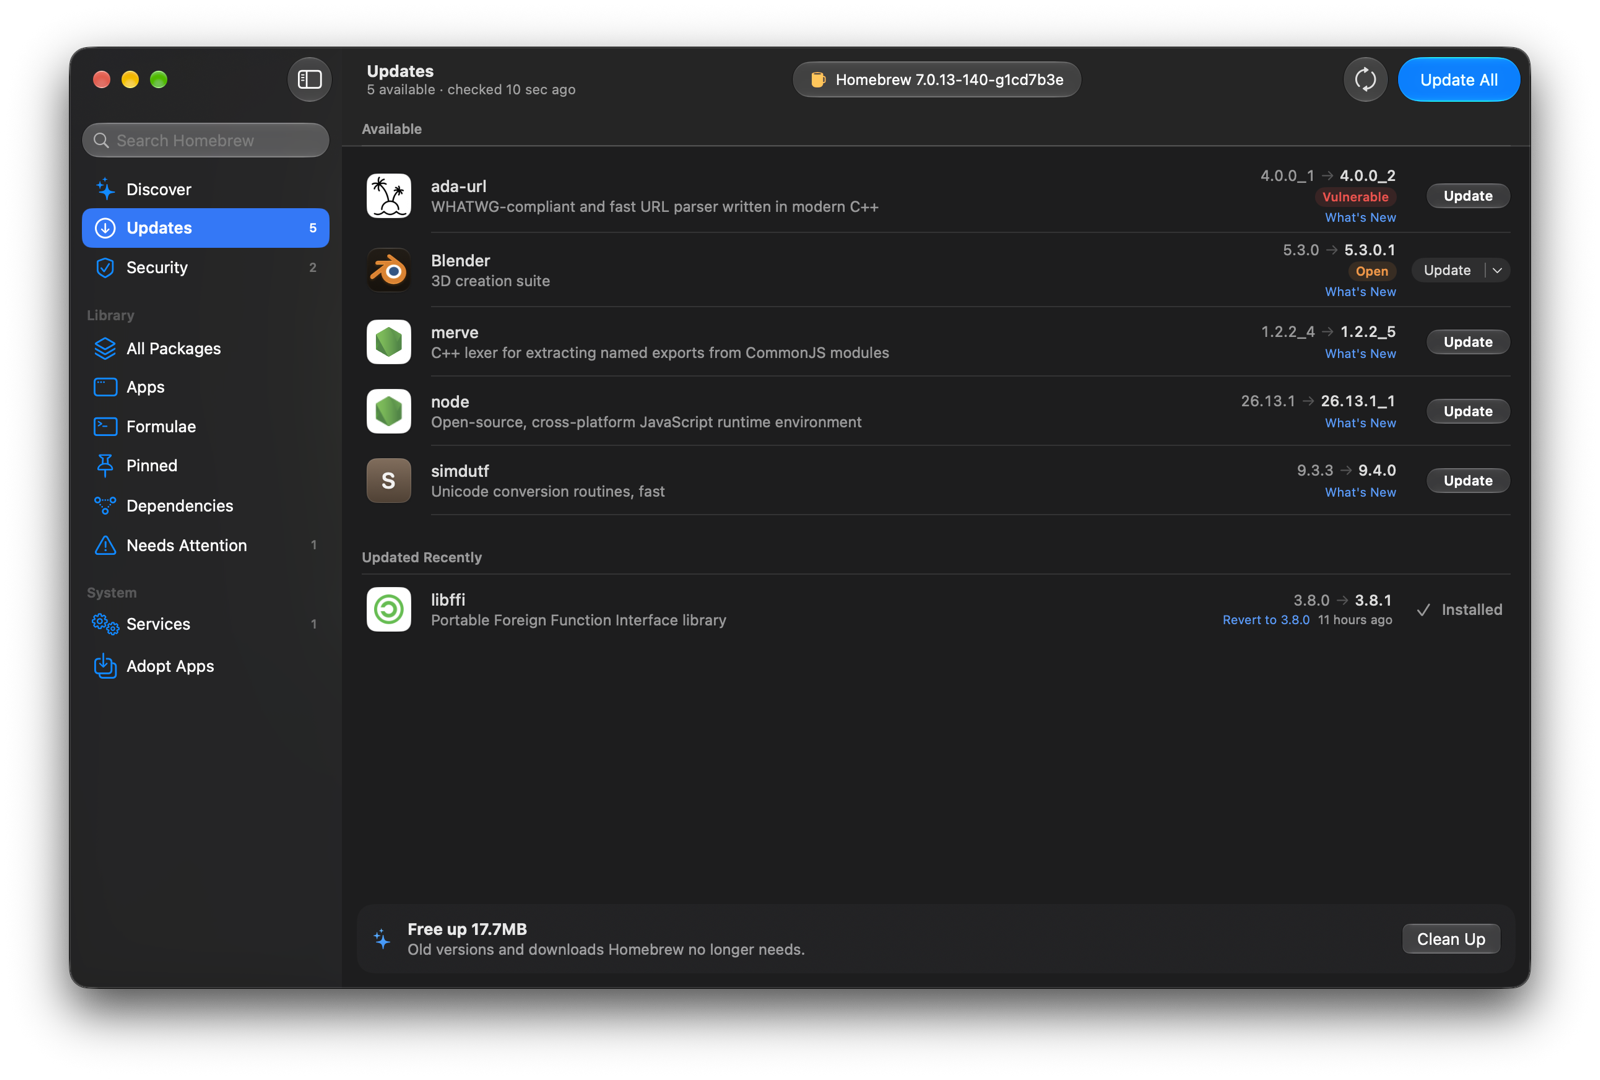 Updates
5 available · checked 10 sec ago
Homebrew 7.0.13-140-g1cd7b3e
Update All
Search Homebrew
Discover
Updates 5
Security 2
Library
All Packages
Apps
Formulae
Pinned
Dependencies
Needs Attention 1
System
Services 1
Adopt Apps
Available
ada-url
WHATWG-compliant and fast URL parser written in modern C++
4.0.0_1 → 4.0.0_2
Vulnerable
What's New
Update
Blender
3D creation suite
5.3.0 → 5.3.0.1
Open
What's New
Update
merve
C++ lexer for extracting named exports from CommonJS modules
1.2.2_4 → 1.2.2_5
What's New
Update
node
Open-source, cross-platform JavaScript runtime environment
26.13.1 → 26.13.1_1
What's New
Update
S
simdutf
Unicode conversion routines, fast
9.3.3 → 9.4.0
What's New
Update
Updated Recently
libffi
Portable Foreign Function Interface library
3.8.0 → 3.8.1
Revert to 3.8.0 11 hours ago
Installed
Free up 17.7MB
Old versions and downloads Homebrew no longer needs.
Clean Up